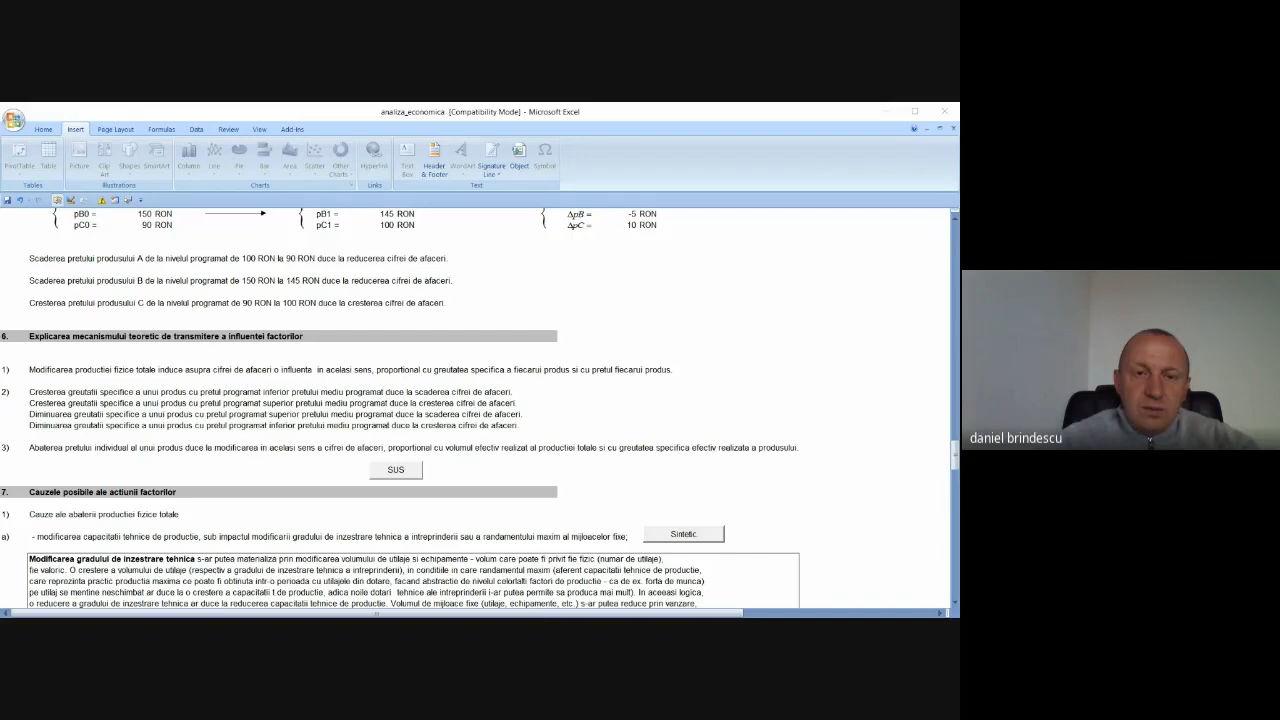 analiza_economica [Compatibility Mode] - Microsoft Excel
Home Insert Page Layout Formulas Data Review View Add-Ins
PivotTable Table Picture Clip Art Shapes SmartArt Column Line Pie Bar Area Scatter Other Charts Hyperlink Text Box Header & Footer WordArt Signature Line Object Symbol
Tables Illustrations Charts Links Text
pB0 = 150 RON pB1 = 145 RON ΔpB = -5 RON
pC0 = 90 RON pC1 = 100 RON ΔpC = 10 RON
Scaderea pretului produsului A de la nivelul programat de 100 RON la 90 RON duce la reducerea cifrei de afaceri.
Scaderea pretului produsului B de la nivelul programat de 150 RON la 145 RON duce la reducerea cifrei de afaceri.
Cresterea pretului produsului C de la nivelul programat de 90 RON la 100 RON duce la cresterea cifrei de afaceri.
6. Explicarea mecanismului teoretic de transmitere a influentei factorilor
1) Modificarea productiei fizice totale induce asupra cifrei de afaceri o influenta in acelasi sens, proportional cu greutatea specifica a fiecarui produs si cu pretul fiecarui produs.
2) Cresterea greutatii specifice a unui produs cu pretul programat inferior pretului mediu programat duce la scaderea cifrei de afaceri.
Cresterea greutatii specifice a unui produs cu pretul programat superior pretului mediu programat duce la cresterea cifrei de afaceri.
Diminuarea greutatii specifice a unui produs cu pretul programat superior pretului mediu programat duce la scaderea cifrei de afaceri.
Diminuarea greutatii specifice a unui produs cu pretul programat inferior pretului mediu programat duce la cresterea cifrei de afaceri.
3) Abaterea pretului individual al unui produs duce la modificarea in acelasi sens a cifrei de afaceri, proportional cu volumul efectiv realizat al productiei totale si cu greutatea specifica efectiv realizata a produsului.
SUS
7. Cauzele posibile ale actiunii factorilor
1) Cauze ale abaterii productiei fizice totale
a) - modificarea capacitatii tehnice de productie, sub impactul modificarii gradului de inzestrare tehnica a intreprinderii sau a randamentului maxim al mijloacelor fixe;
Sintetic
Modificarea gradului de inzestrare tehnica s-ar putea materializa prin modificarea volumului de utilaje si echipamente - volum care poate fi privit fie fizic (numar de utilaje),
fie valoric. O crestere a volumului de utilaje (respectiv a gradului de inzestrare tehnica a intreprinderii), in conditiile in care randamentul maxim (aferent capacitatii tehnice de productie,
care reprezinta practic productia maxima ce poate fi obtinuta intr-o perioada cu utilajele din dotare, facand abstractie de nivelul celorlalti factori de productie - ca de ex. forta de munca)
pe utilaj se mentine neschimbat ar duce la o crestere a capacitatii t de productie, adica noile dotari tehnice ale intreprinderii i-ar putea permite sa produca mai mult). In aceeasi logica,
o reducere a gradului de inzestrare tehnica ar duce la reducerea capacitatii tehnice de productie. Volumul de mijloace fixe (utilaje, echipamente, etc.) s-ar putea reduce prin vanzare,
daniel brindescu